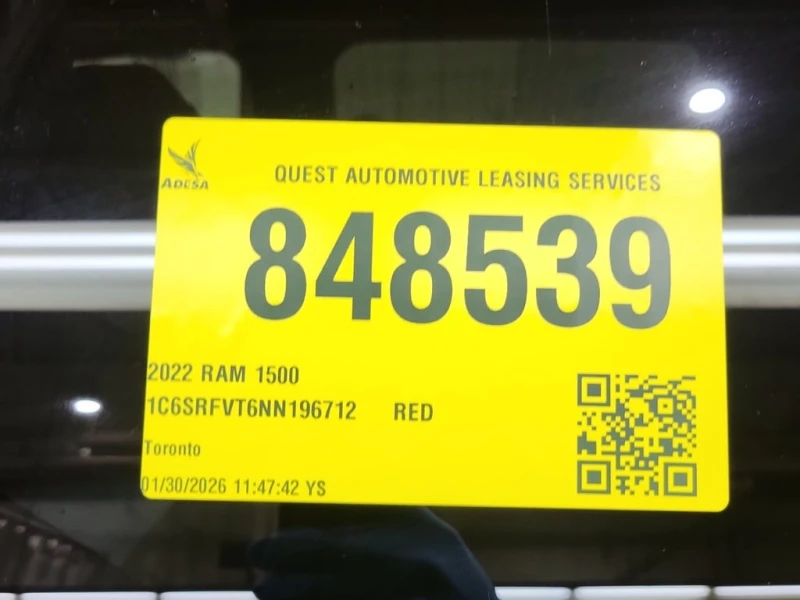 ADESA
QUEST AUTOMOTIVE LEASING SERVICES
848539
2022 RAM 1500
1C6SRFVT6NN196712 RED
Toronto
01/30/2026 11:47:42 YS